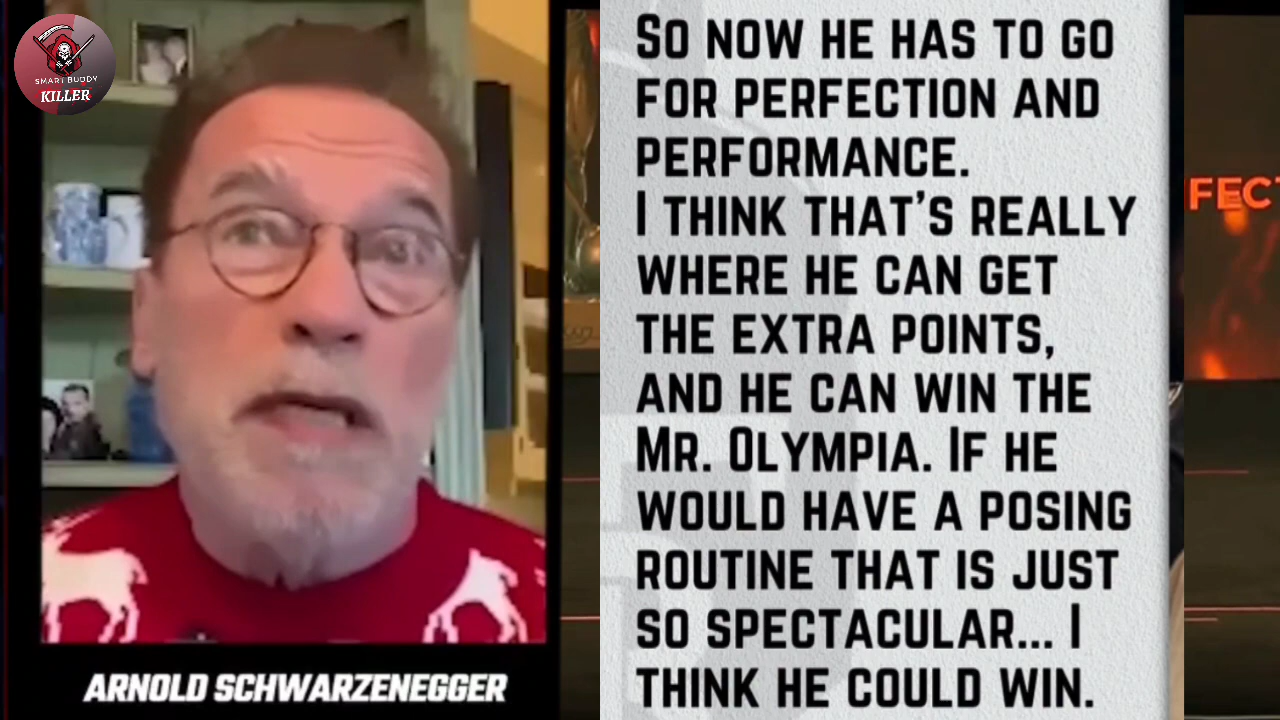 SMART BUDDY
KILLER
SO NOW HE HAS TO GO
FOR PERFECTION AND
PERFORMANCE.
I THINK THAT'S REALLY
WHERE HE CAN GET
THE EXTRA POINTS,
AND HE CAN WIN THE
MR. OLYMPIA. IF HE
WOULD HAVE A POSING
ROUTINE THAT IS JUST
SO SPECTACULAR... I
THINK HE COULD WIN.
FECT
ARNOLD SCHWARZENEGGER